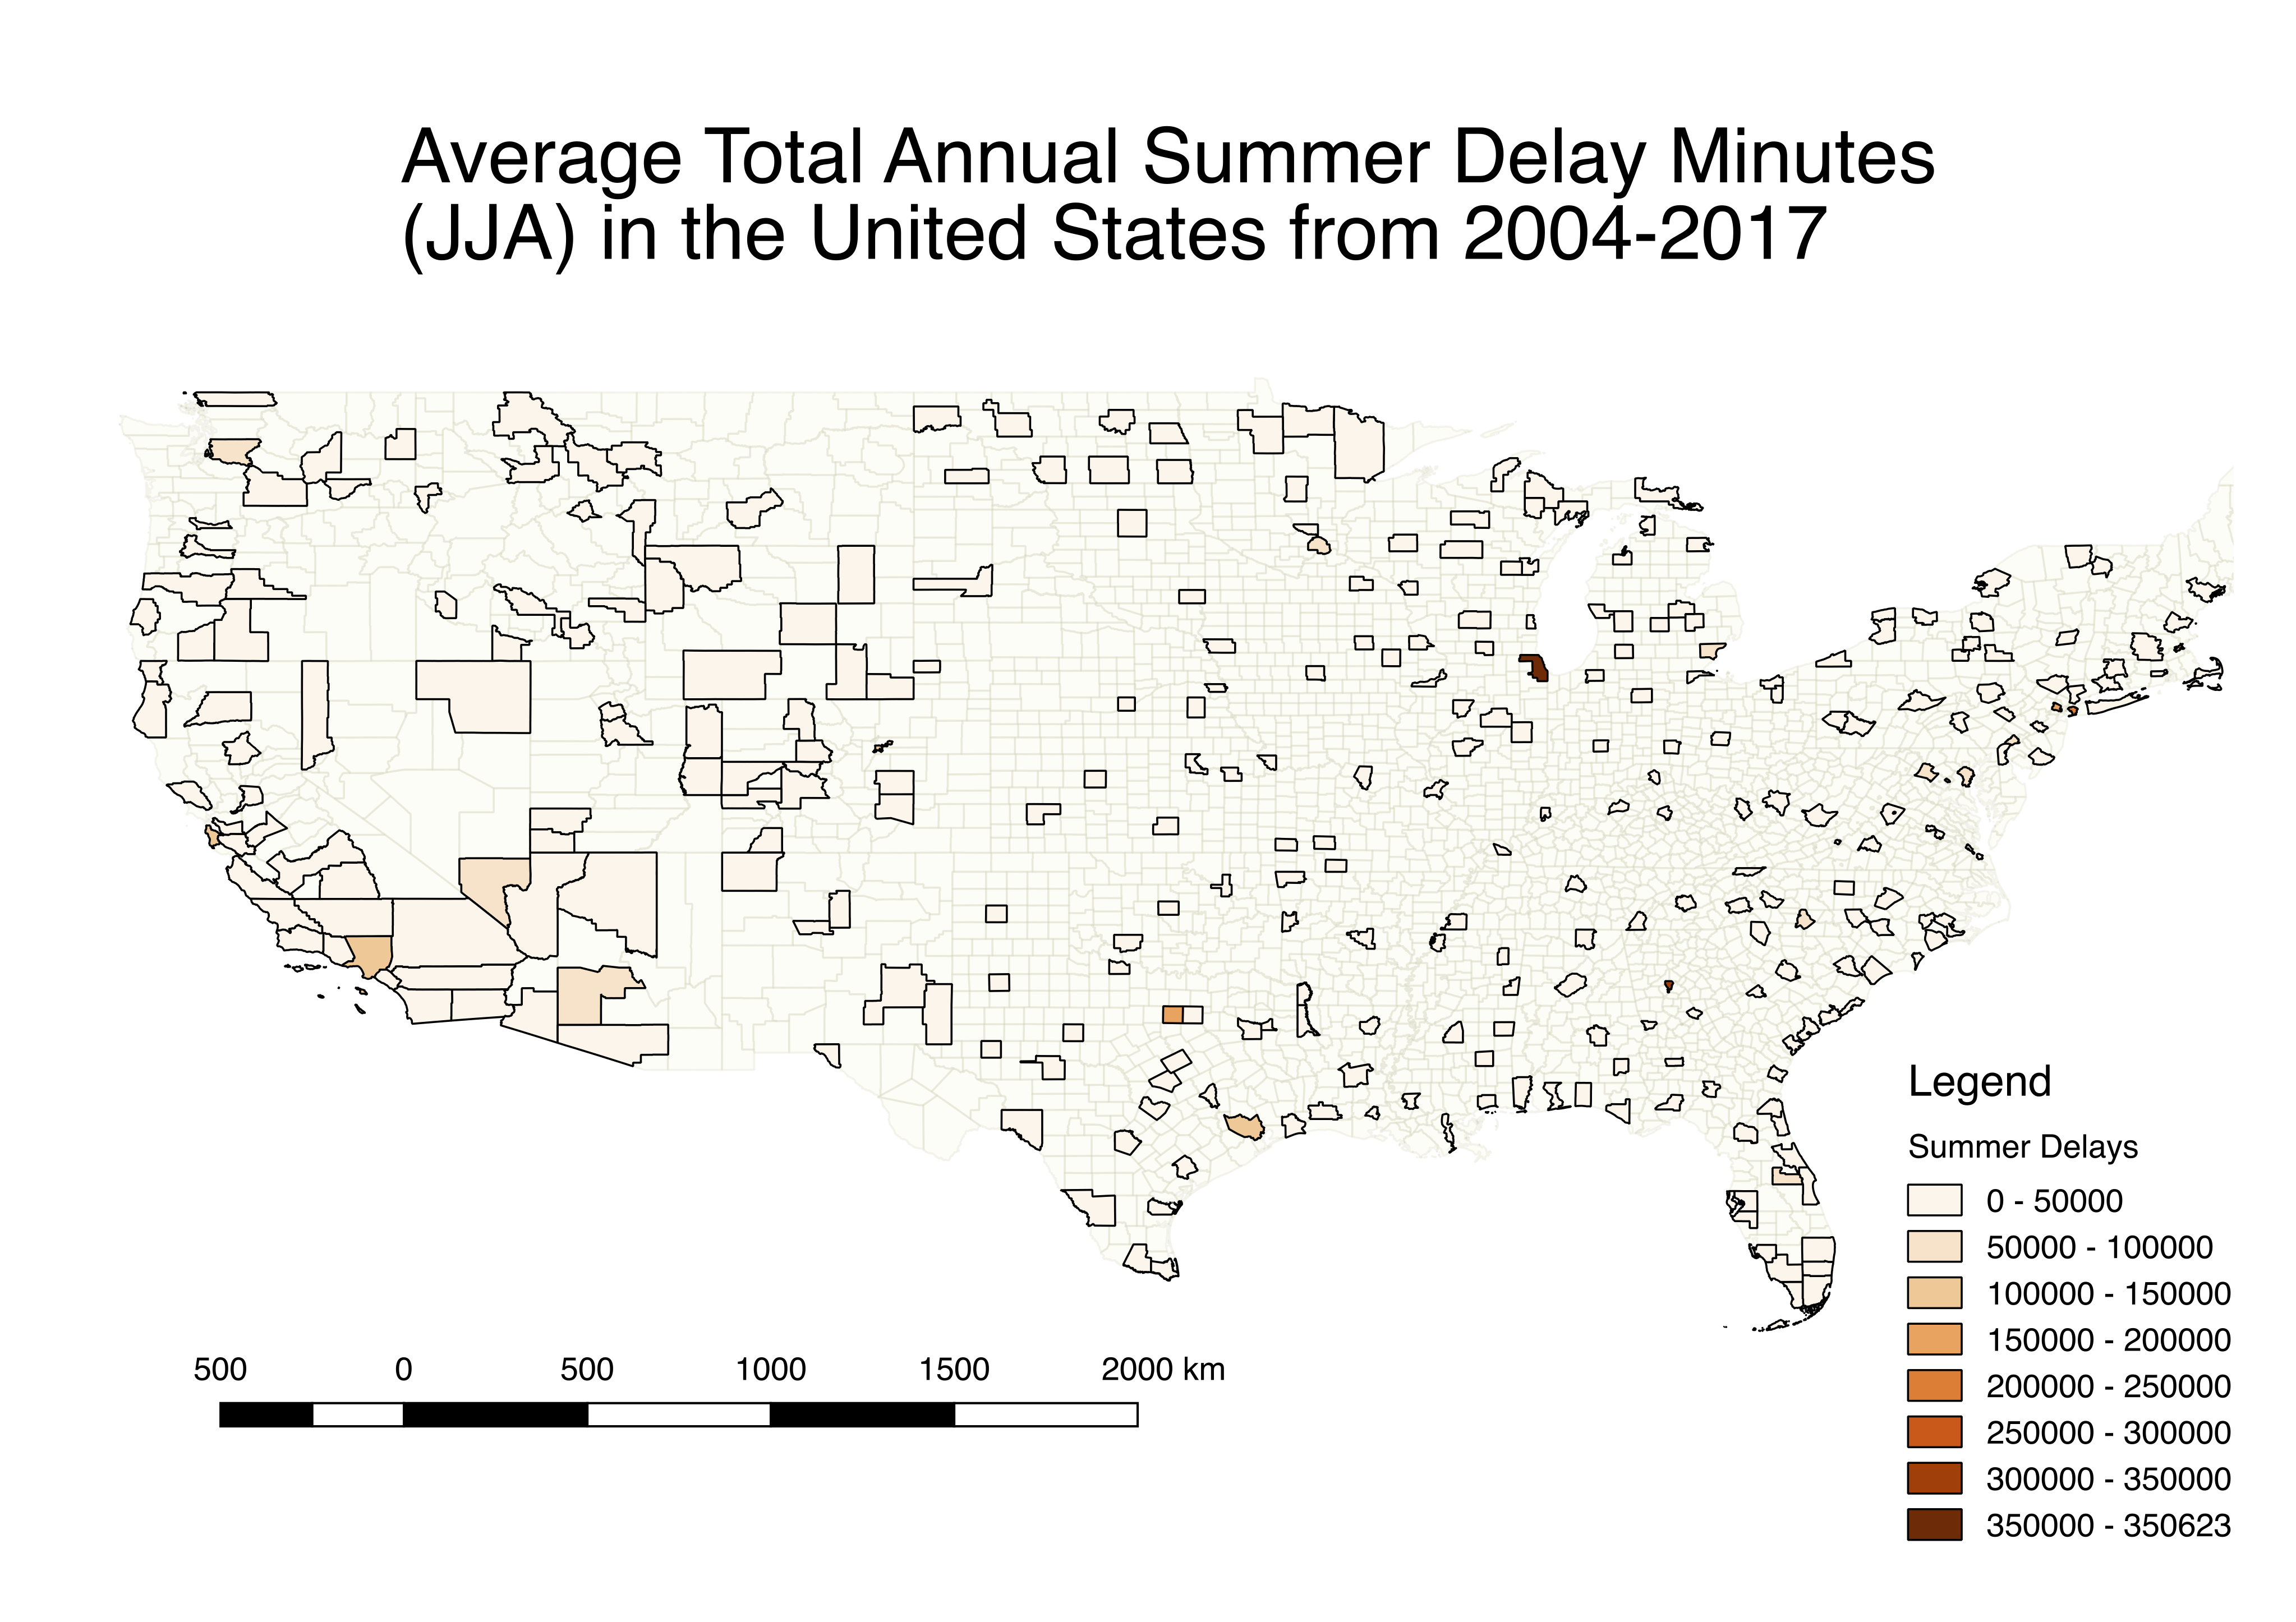 Average Total Annual Summer Delay Minutes
(JJA) in the United States from 2004-2017
Legend
Summer Delays
0 - 50000
50000 - 100000
100000 - 150000
150000 - 200000
200000 - 250000
250000 - 300000
300000 - 350000
350000 - 350623
500 0 500 1000 1500 2000 km